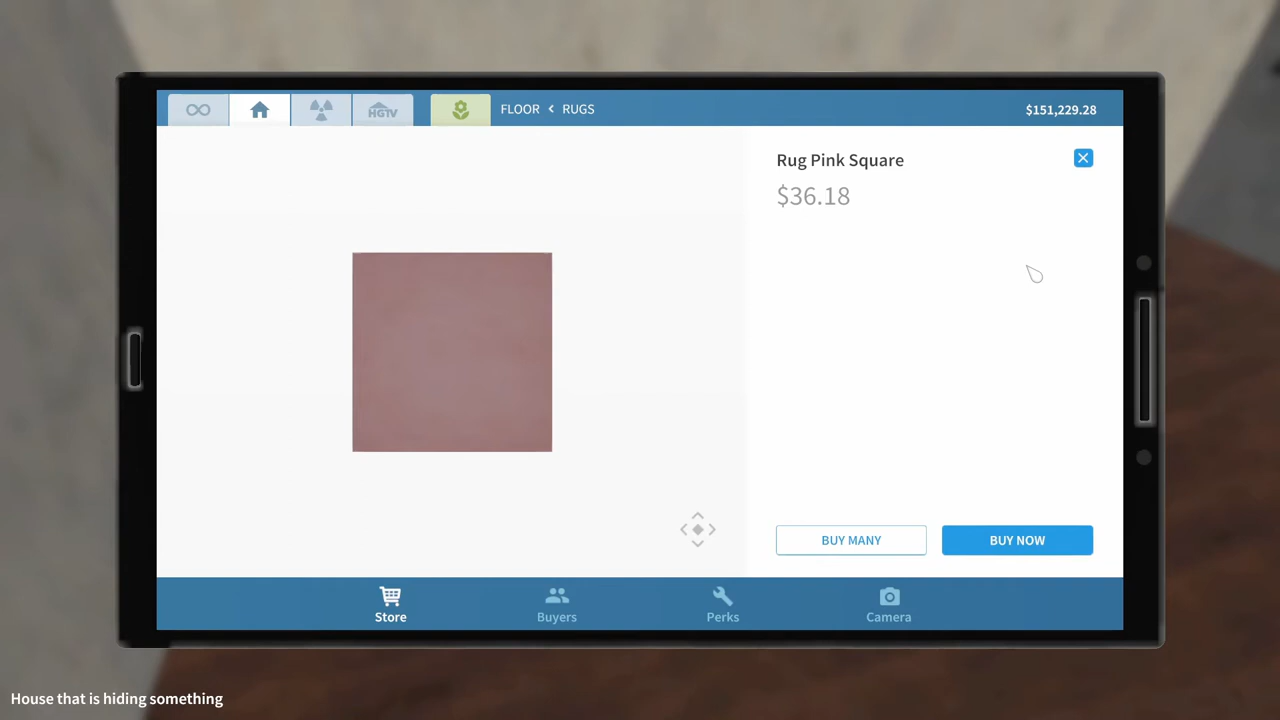 HGTV
FLOOR < RUGS
$151,229.28
Rug Pink Square
$36.18
BUY MANY
BUY NOW
Store
Buyers
Perks
Camera
House that is hiding something